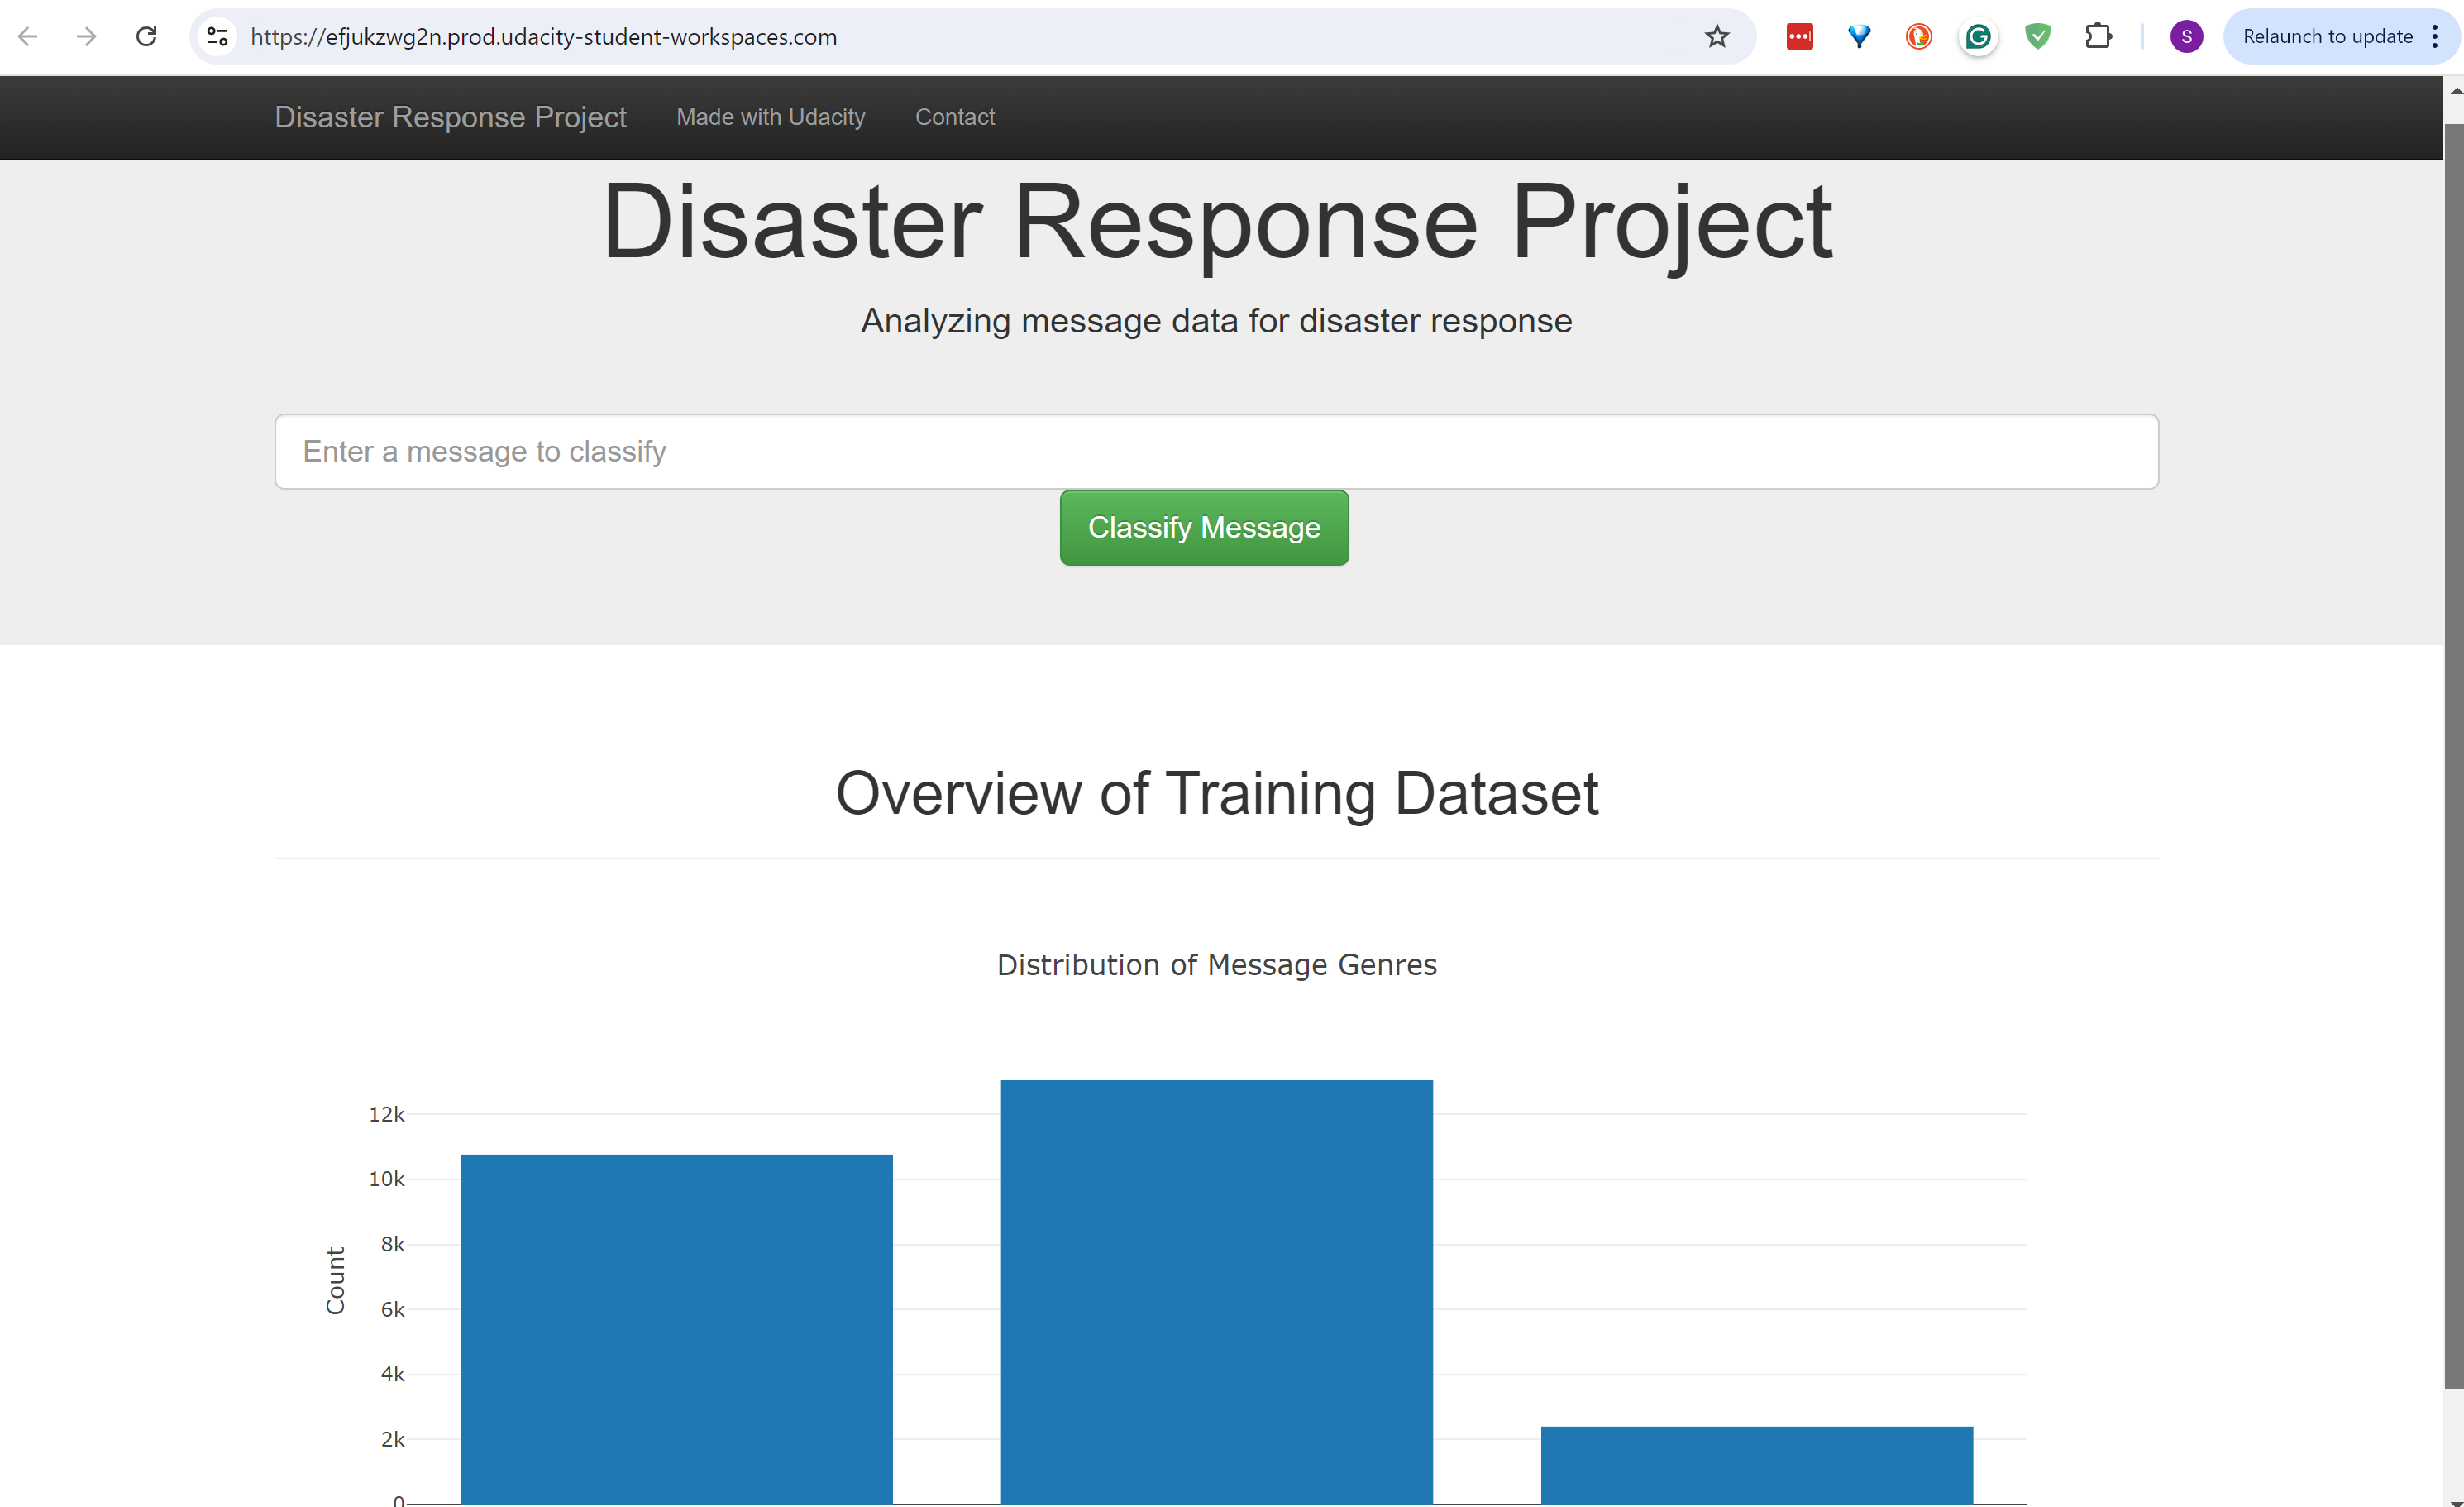 https://efjukzwg2n.prod.udacity-student-workspaces.com
S
Relaunch to update
Disaster Response Project
Made with Udacity
Contact
Disaster Response Project
Analyzing message data for disaster response
Enter a message to classify
Classify Message
Overview of Training Dataset
Distribution of Message Genres
12k
10k
8k
6k
4k
2k
0
Count